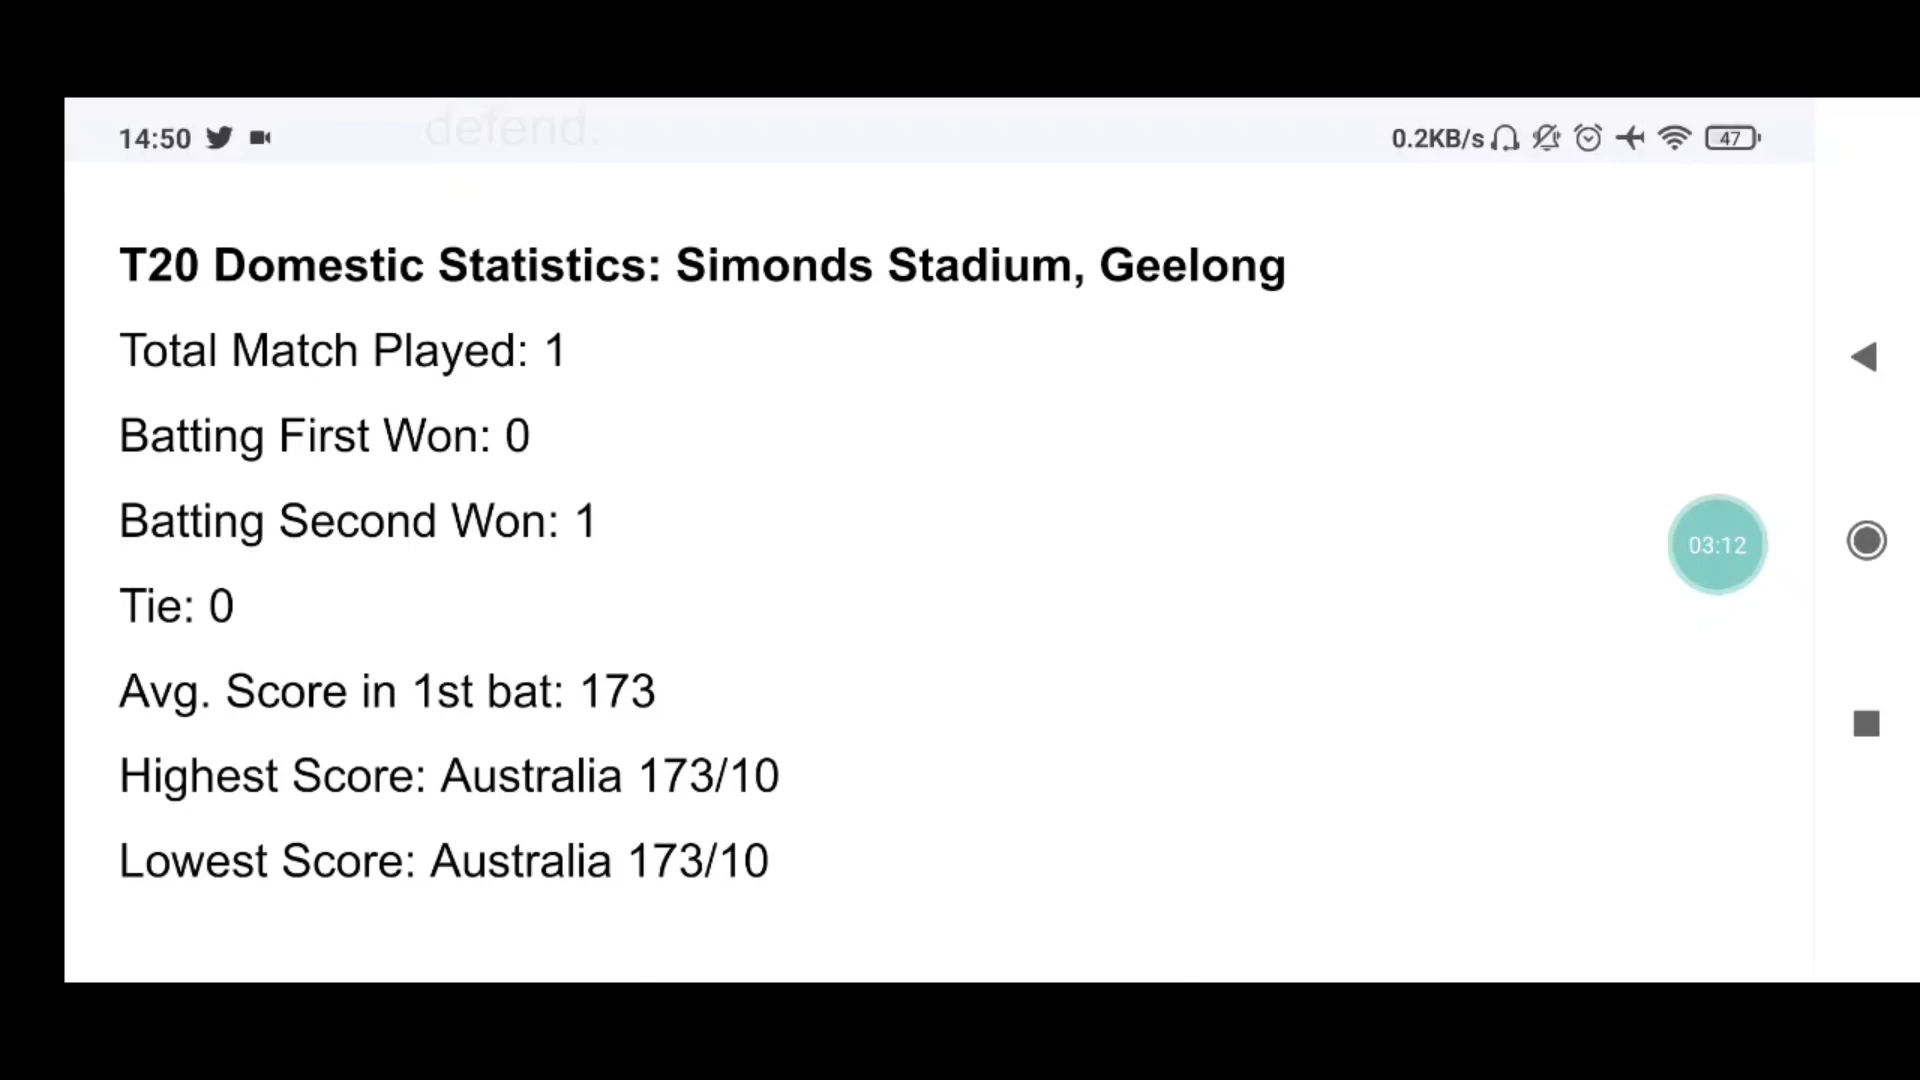 defend.
14:50 0.2KB/s 47
T20 Domestic Statistics: Simonds Stadium, Geelong
Total Match Played: 1
Batting First Won: 0
Batting Second Won: 1
03:12
Tie: 0
Avg. Score in 1st bat: 173
Highest Score: Australia 173/10
Lowest Score: Australia 173/10